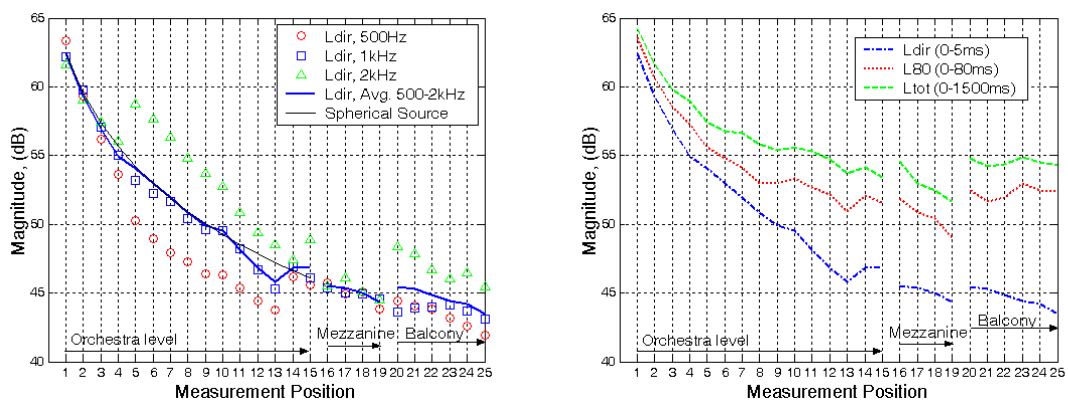 65
60
55
50
45
40
Magnitude, (dB)
Ldir, 500Hz
Ldir, 1kHz
Ldir, 2kHz
Ldir, Avg. 500-2kHz
Spherical Source
Orchestra level
Mezzanine
Balcony
1 2 3 4 5 6 7 8 9 10 11 12 13 14 15 16 17 18 19 20 21 22 23 24 25
Measurement Position
65
60
55
50
45
40
Magnitude, (dB)
Ldir (0-5ms)
L80 (0-80ms)
Ltot (0-1500ms)
Orchestra level
Mezzanine
Balcony
1 2 3 4 5 6 7 8 9 10 11 12 13 14 15 16 17 18 19 20 21 22 23 24 25
Measurement Position